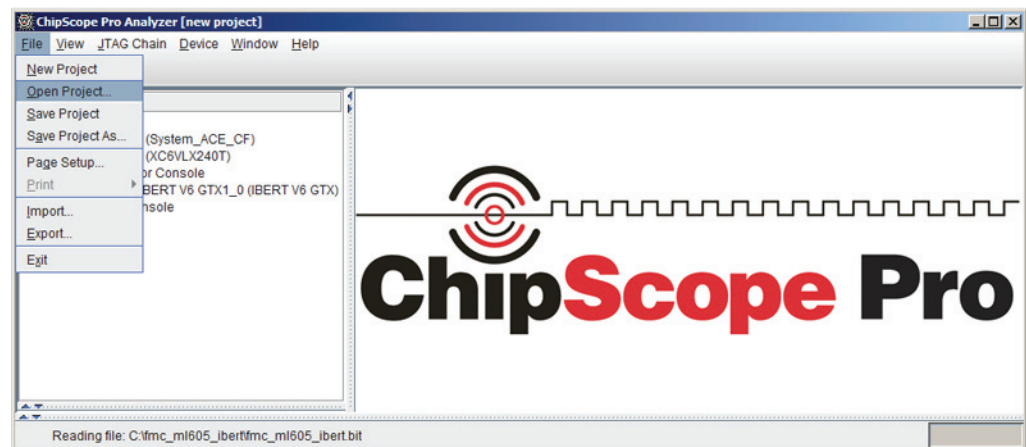 ChipScope Pro Analyzer [new project]
File View JTAG Chain Device Window Help
New Project
Open Project...
Save Project
Save Project As...
Page Setup...
Print
Import...
Export...
Exit
(System_ACE_CF)
(XC6VLX240T)
or Console
IBERT V6 GTX1_0 (IBERT V6 GTX)
nsole
ChipScope Pro
Reading file: C:\fmc_ml605_ibert\fmc_ml605_ibert.bit